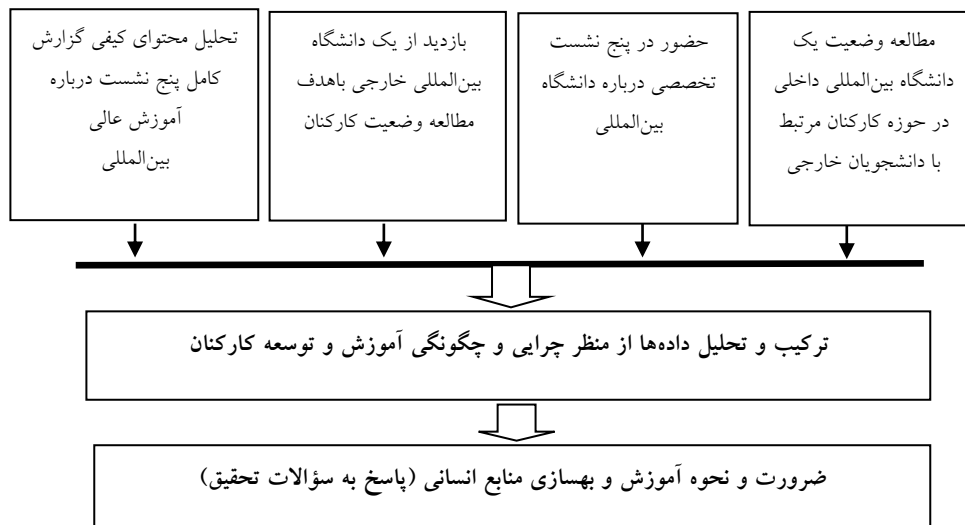 مطالعه وضعیت یک
دانشگاه بین‌المللی داخلی
در حوزه کارکنان مرتبط
با دانشجویان خارجی
حضور در پنج نشست
تخصصی درباره دانشگاه
بین‌المللی
بازدید از یک دانشگاه
بین‌المللی خارجی باهدف
مطالعه وضعیت کارکنان
تحلیل محتوای کیفی گزارش
کامل پنج نشست درباره
آموزش عالی
بین‌المللی
ترکیب و تحلیل داده‌ها از منظر چرایی و چگونگی آموزش و توسعه کارکنان
ضرورت و نحوه آموزش و بهسازی منابع انسانی (پاسخ به سؤالات تحقیق)